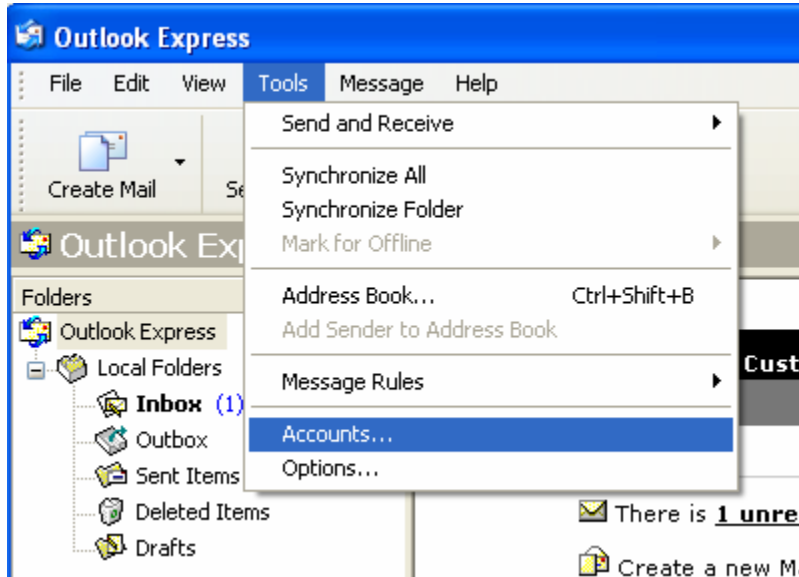 Outlook Express
File Edit View Tools Message Help
Send and Receive
Create Mail
Synchronize All
Synchronize Folder
Mark for Offline
Outlook
Address Book... Ctrl+Shift+B
Add Sender to Address Book
Message Rules
Accounts...
Options...
Folders
Outlook Express
Local Folders
Inbox (1)
Outbox
Sent Items
Deleted Items
Drafts
There is 1
Create a new